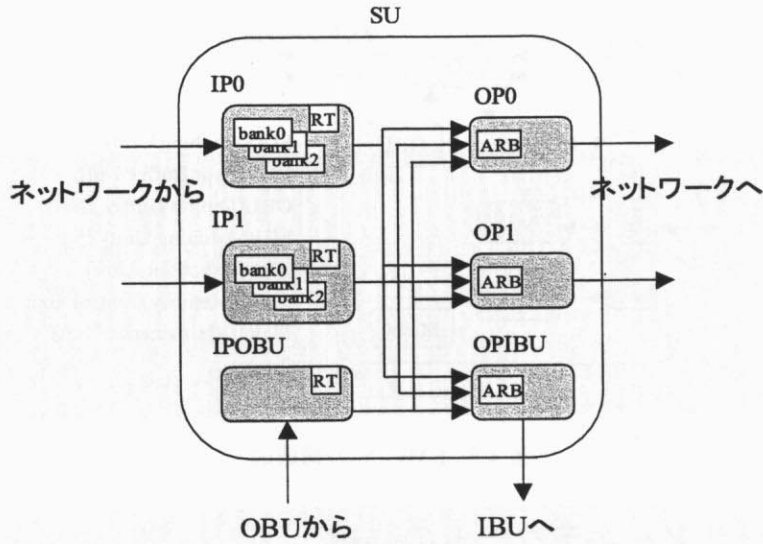 SU
IP0
OP0
RT
bank0
bank1
bank2
ARB
ネットワークから
ネットワークへ
IP1
OP1
RT
bank0
bank1
bank2
ARB
IPOBU
OPIBU
RT
ARB
OBUから
IBUへ